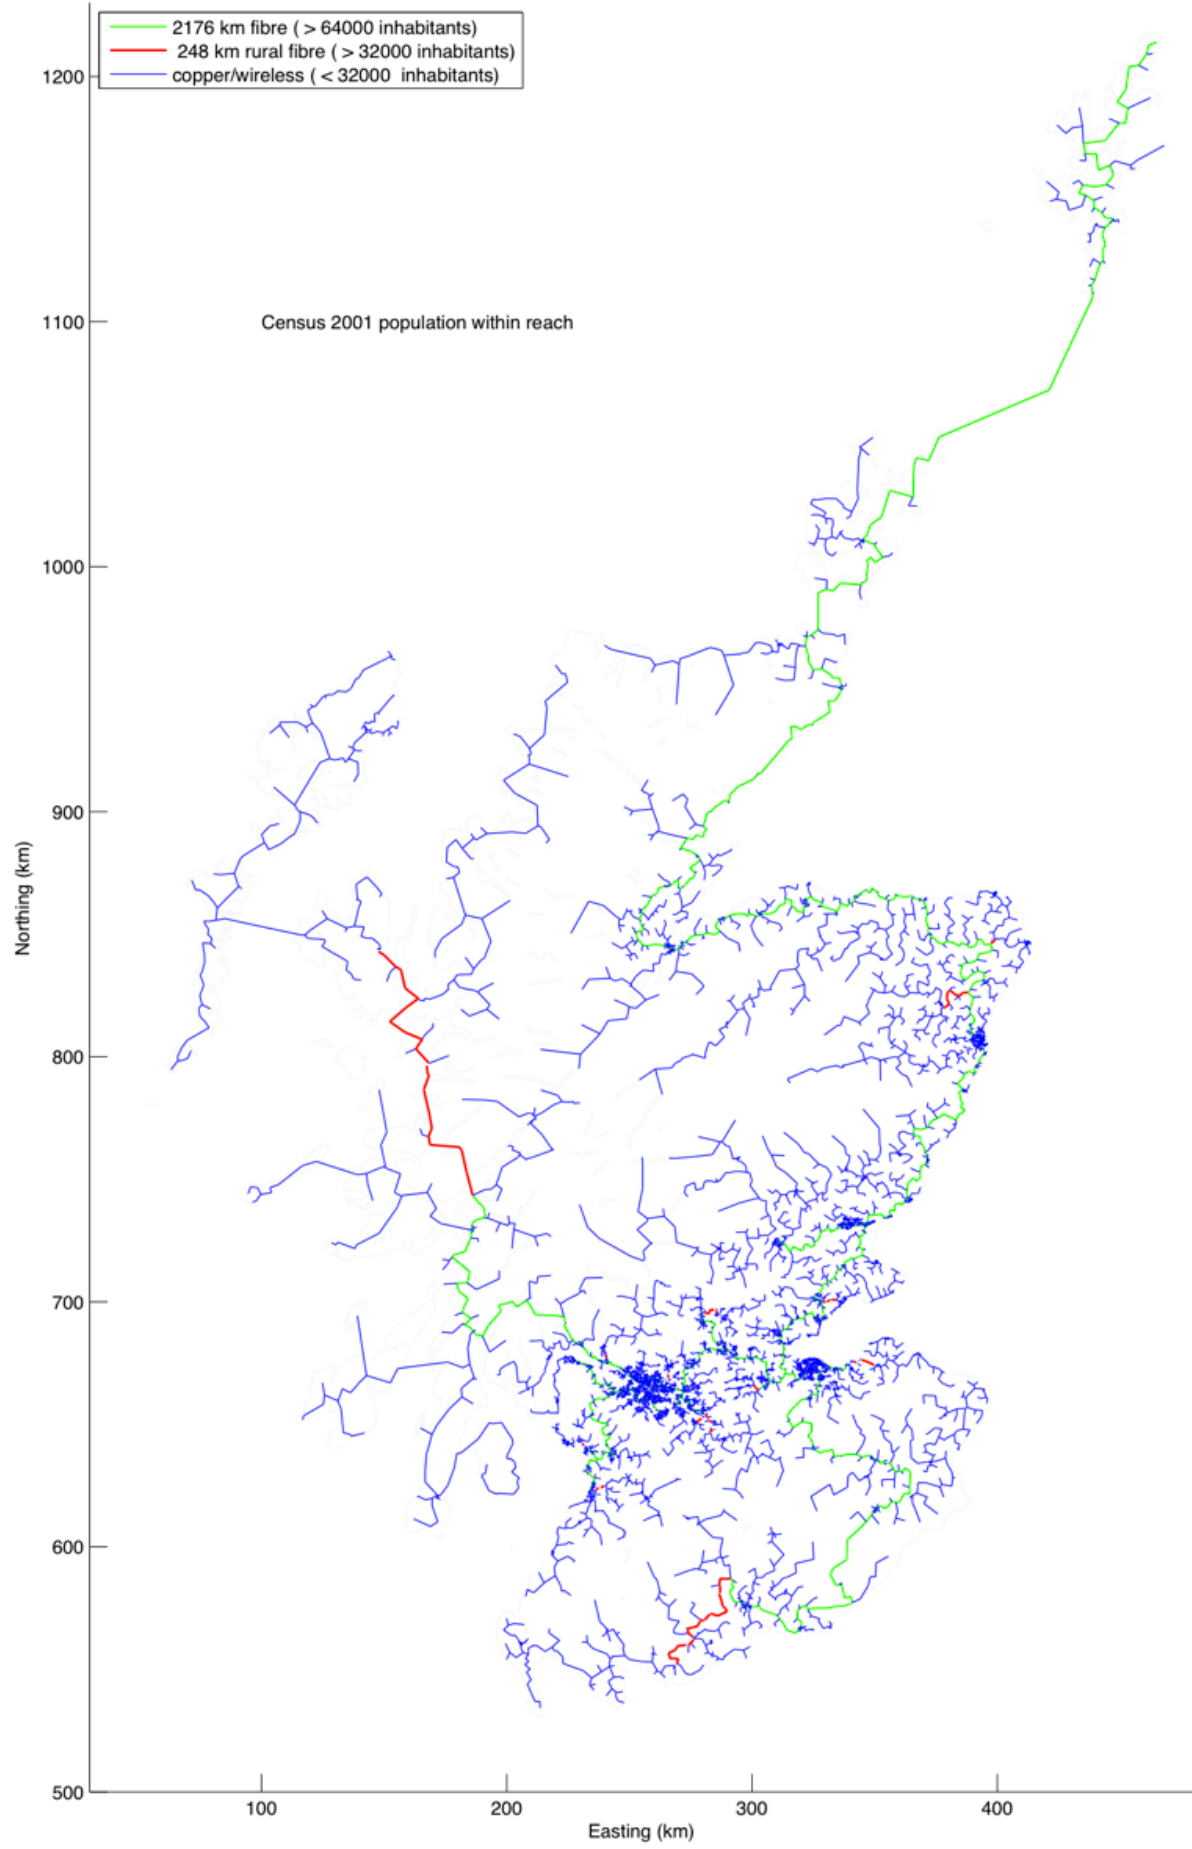 2176 km fibre ( > 64000 inhabitants)
248 km rural fibre ( > 32000 inhabitants)
copper/wireless ( < 32000 inhabitants)
1200
1100
Census 2001 population within reach
1000
900
Northing (km)
800
700
600
500
100 200 300 400
Easting (km)